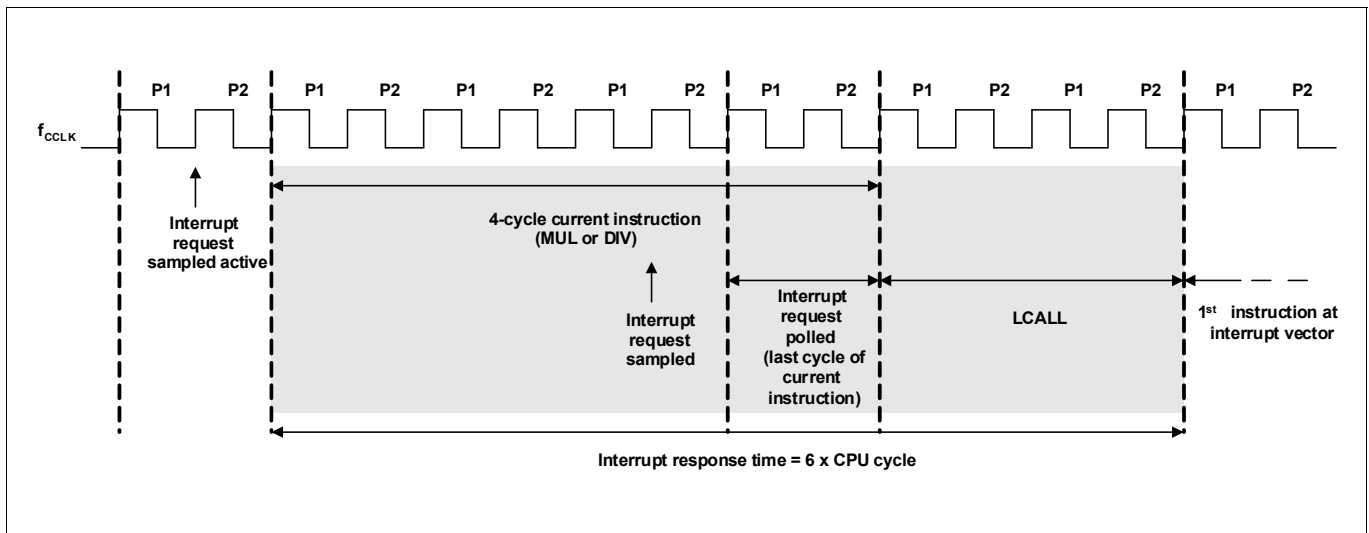 P1 P2 P1 P2 P1 P2 P1 P2 P1 P2 P1 P2 P1 P2 P1 P2
fCCLK
Interrupt
request
sampled active
4-cycle current instruction
(MUL or DIV)
Interrupt
request
sampled
Interrupt
request
polled
(last cycle of
current
instruction)
LCALL
1st instruction at
interrupt vector
Interrupt response time = 6 x CPU cycle